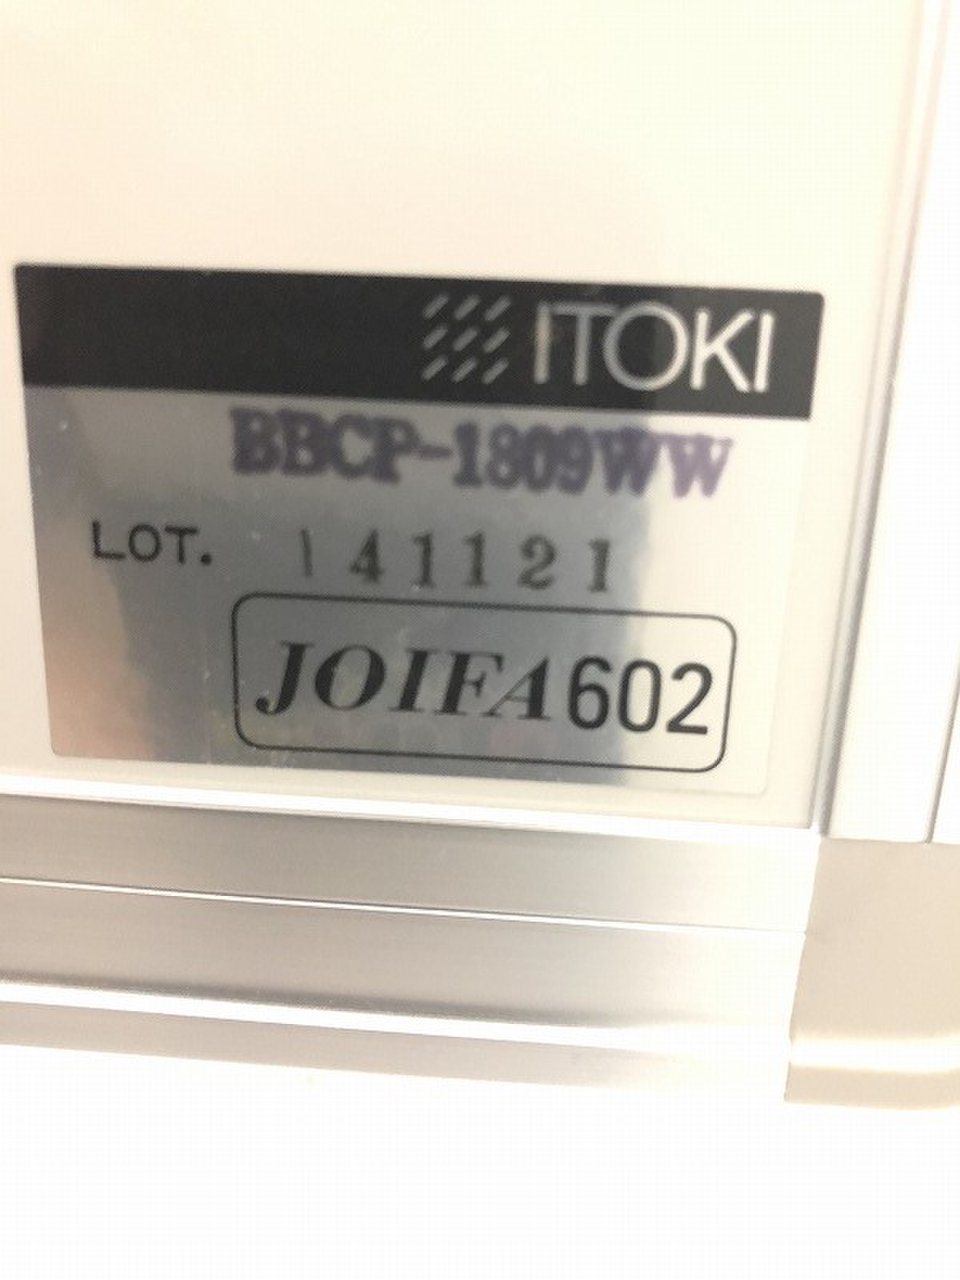 ITOKI
BBCP-1809WW
LOT. 141121
JOIFA602